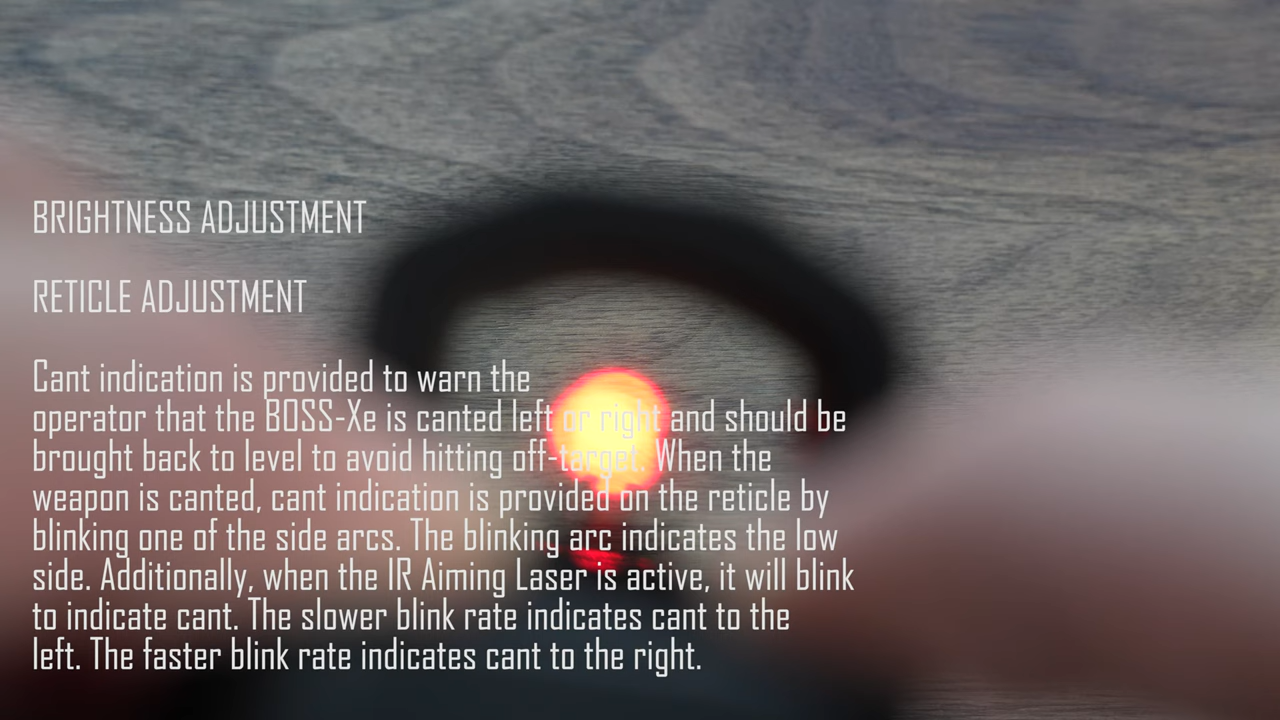 BRIGHTNESS ADJUSTMENT
RETICLE ADJUSTMENT
Cant indication is provided to warn the
operator that the BOSS-Xe is canted left or right and should be
brought back to level to avoid hitting off-target. When the
weapon is canted, cant indication is provided on the reticle by
blinking one of the side arcs. The blinking arc indicates the low
side. Additionally, when the IR Aiming Laser is active, it will blink
to indicate cant. The slower blink rate indicates cant to the
left. The faster blink rate indicates cant to the right.